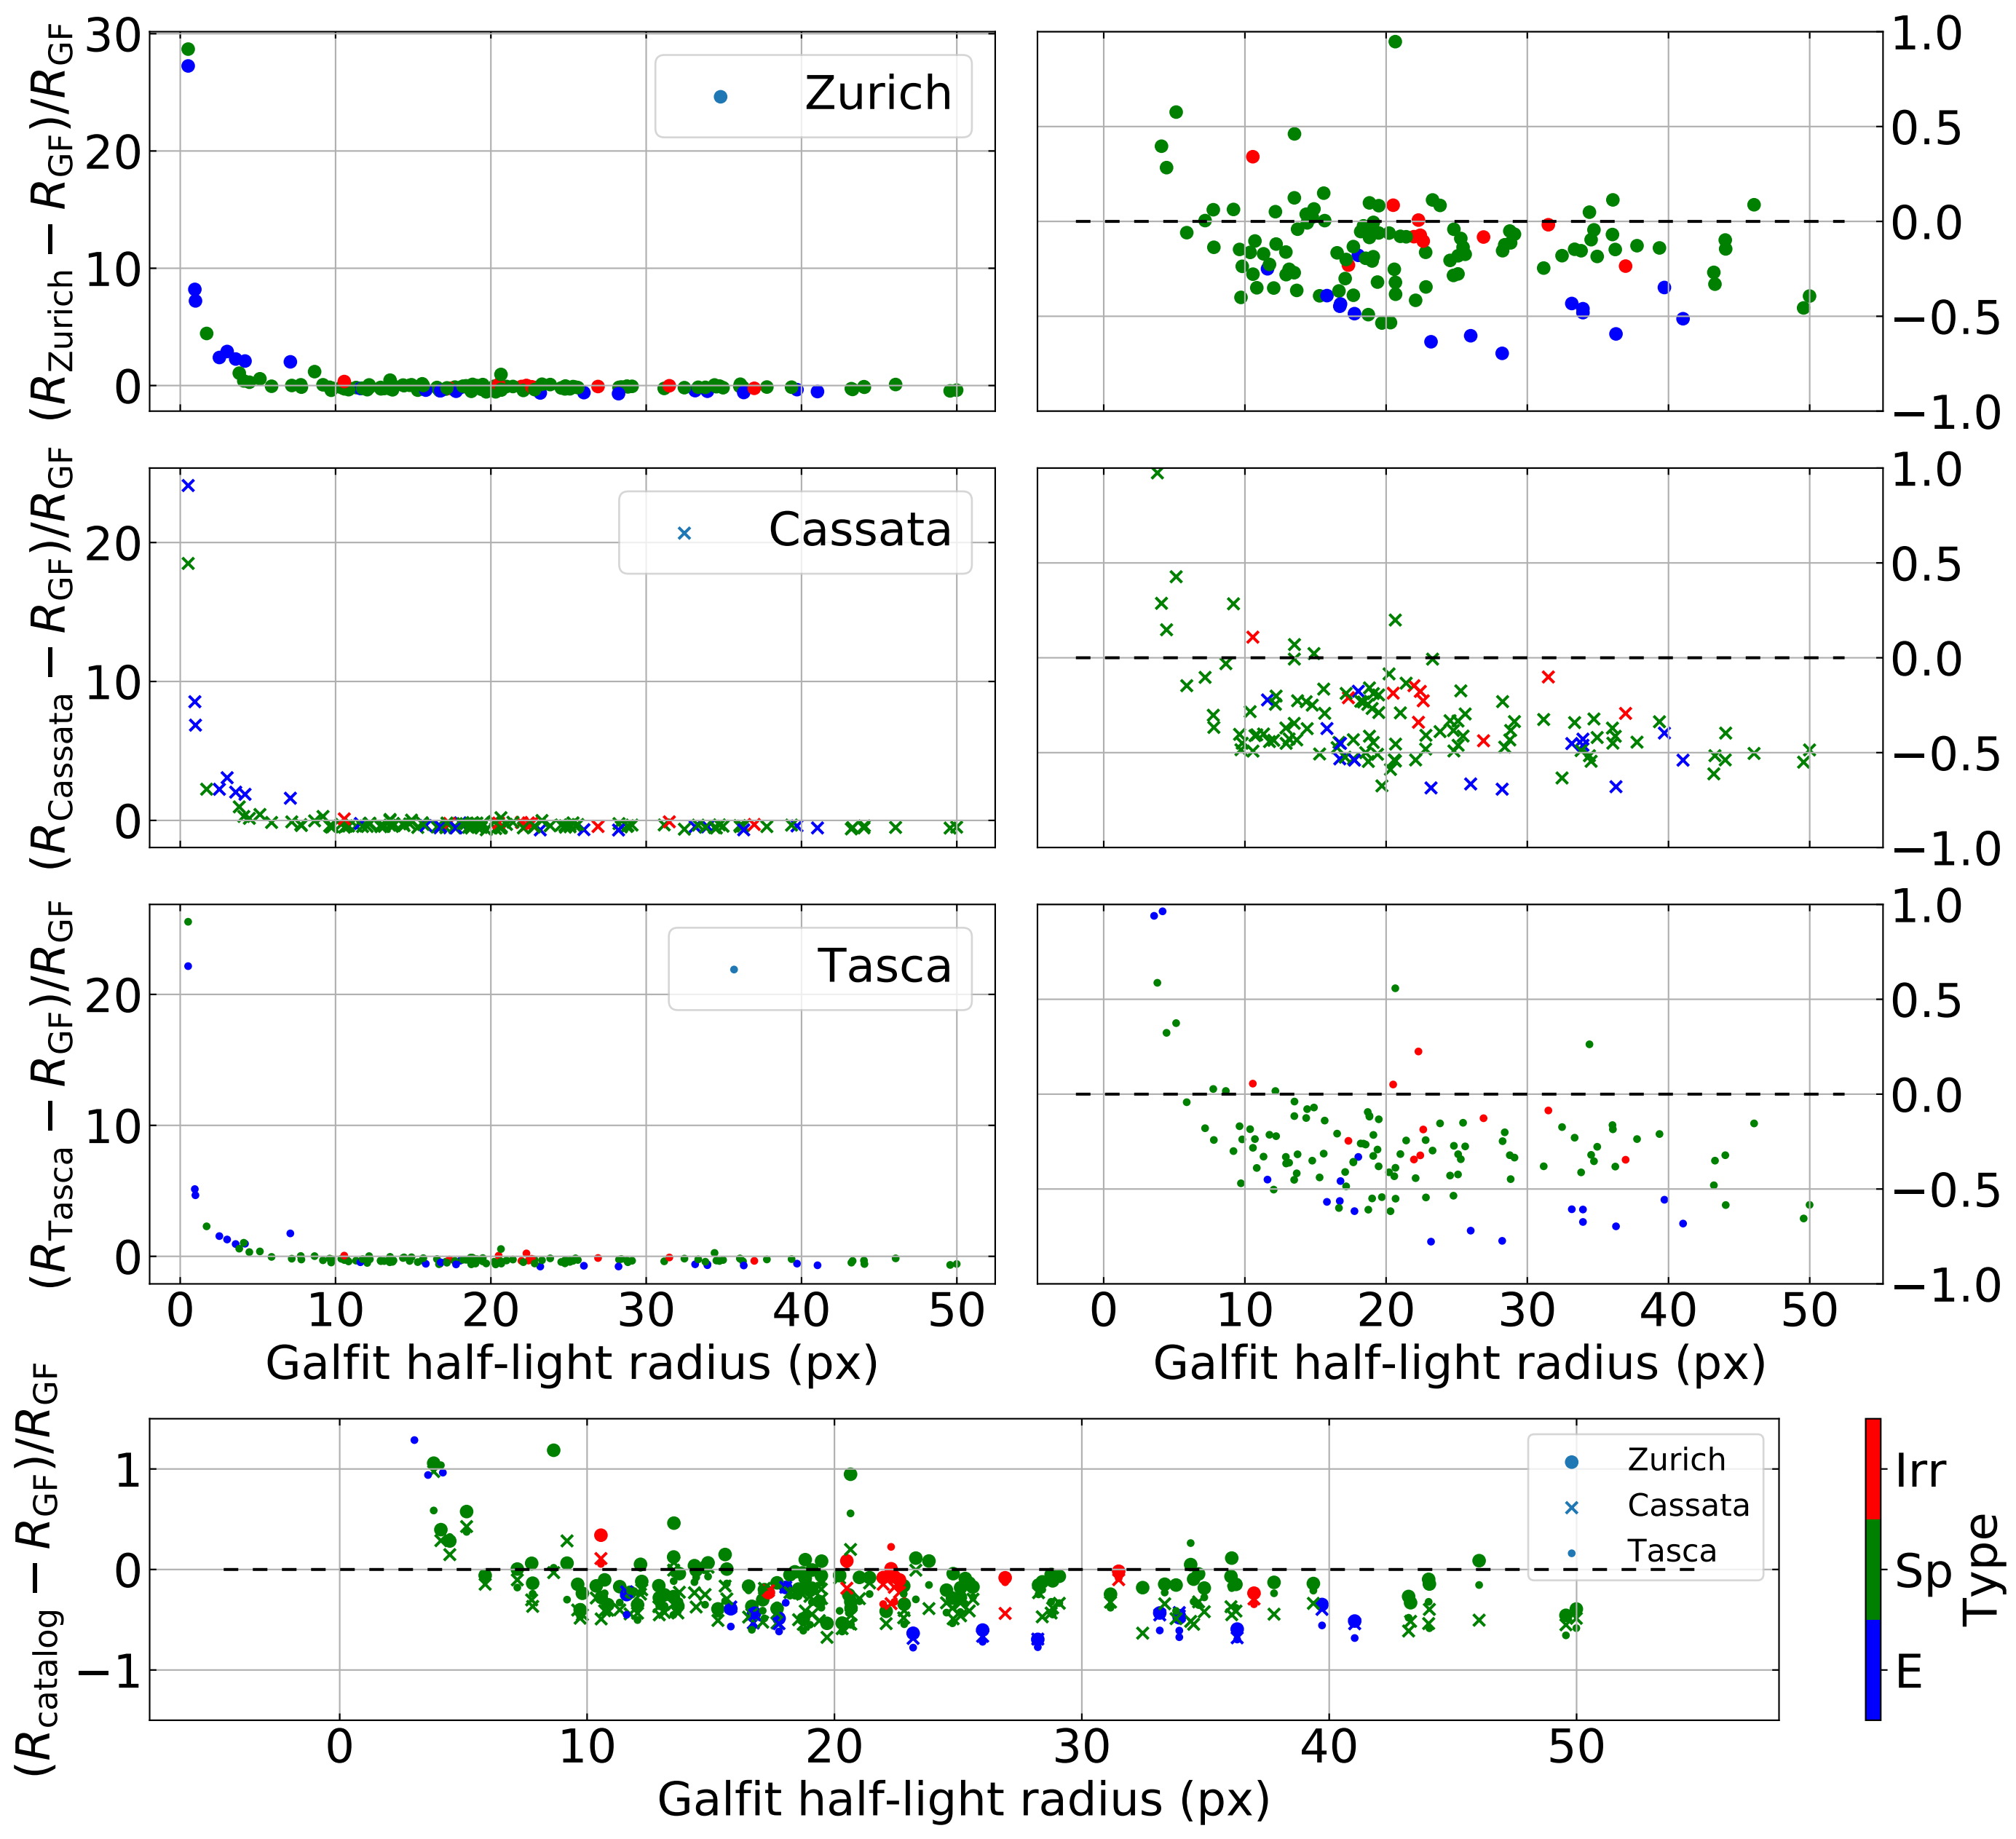 (R_Zurich − R_GF)/R_GF
30
20
10
0
Zurich
1.0
0.5
0.0
−0.5
−1.0
(R_Cassata − R_GF)/R_GF
20
10
0
Cassata
1.0
0.5
0.0
−0.5
−1.0
(R_Tasca − R_GF)/R_GF
20
10
0
Tasca
1.0
0.5
0.0
−0.5
−1.0
0 10 20 30 40 50
0 10 20 30 40 50
Galfit half-light radius (px)
Galfit half-light radius (px)
(R_catalog − R_GF)/R_GF
1
0
−1
Zurich
Cassata
Tasca
Irr
Sp
E
Type
0 10 20 30 40 50
Galfit half-light radius (px)